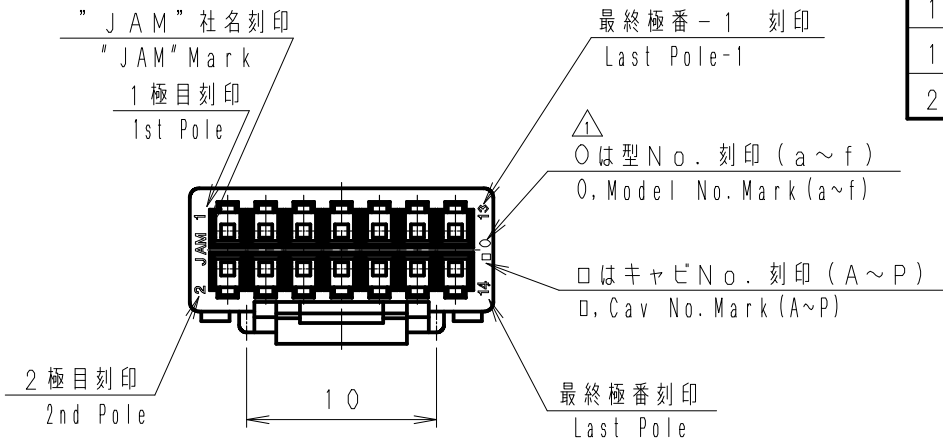 ”JAM”社名刻印
"JAM"Mark
1極目刻印
1st Pole
最終極番－1 刻印
Last Pole-1
1
○は型No．刻印（a～f）
O,Model No.Mark(a~f)
□はキャビNo．刻印（A～P）
□,Cav No.Mark(A~P)
1
JAM
2
13
○
□
14
2極目刻印
2nd Pole
10
最終極番刻印
Last Pole
1
1
2